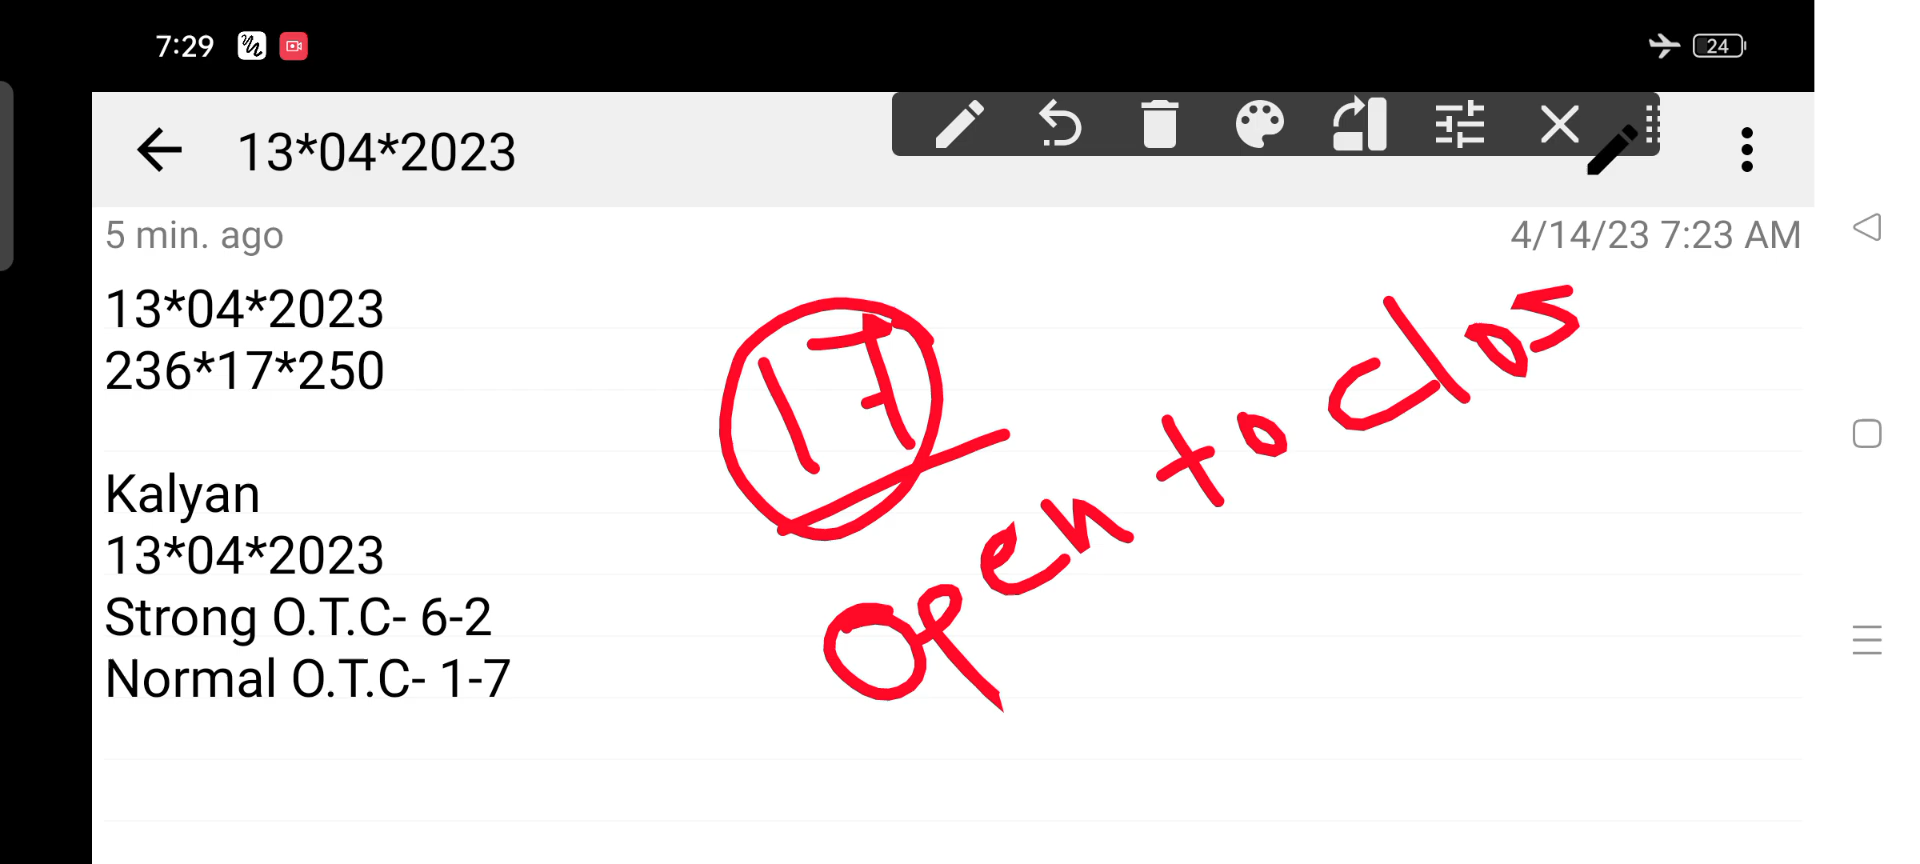 7:29
24
13*04*2023
5 min. ago
4/14/23 7:23 AM
13*04*2023
236*17*250
17
open to clos
Kalyan
13*04*2023
Strong O.T.C- 6-2
Normal O.T.C- 1-7